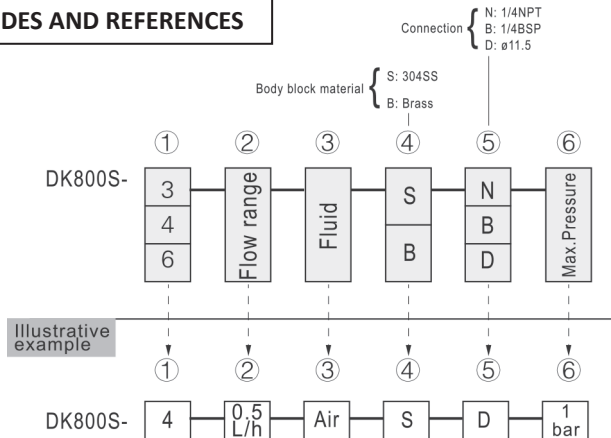 DES AND REFERENCES
Connection { N: 1/4NPT
B: 1/4BSP
D: ø11.5
Body block material { S: 304SS
B: Brass
① ② ③ ④ ⑤ ⑥
DK800S- 3 4 6 Flow range Fluid S B N B D Max.Pressure
Illustrative
example
① ② ③ ④ ⑤ ⑥
DK800S- 4 0.5 L/h Air S D 1 bar